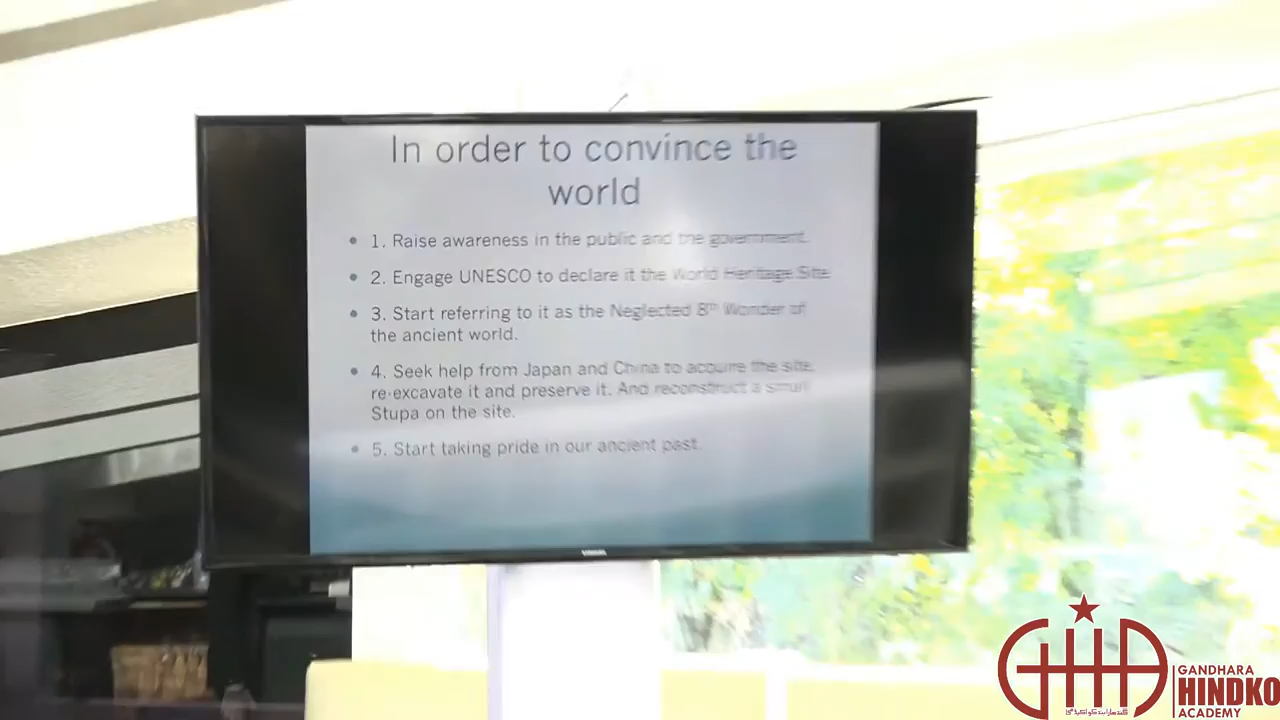 In order to convince the
world
• 1. Raise awareness in the public and the government.
• 2. Engage UNESCO to declare it the World Heritage Site
• 3. Start referring to it as the Neglected 8th Wonder of
the ancient world.
• 4. Seek help from Japan and China to acquire the site,
re-excavate it and preserve it. And reconstruct a small
Stupa on the site.
• 5. Start taking pride in our ancient past.
GANDHARA
HINDKO
ACADEMY